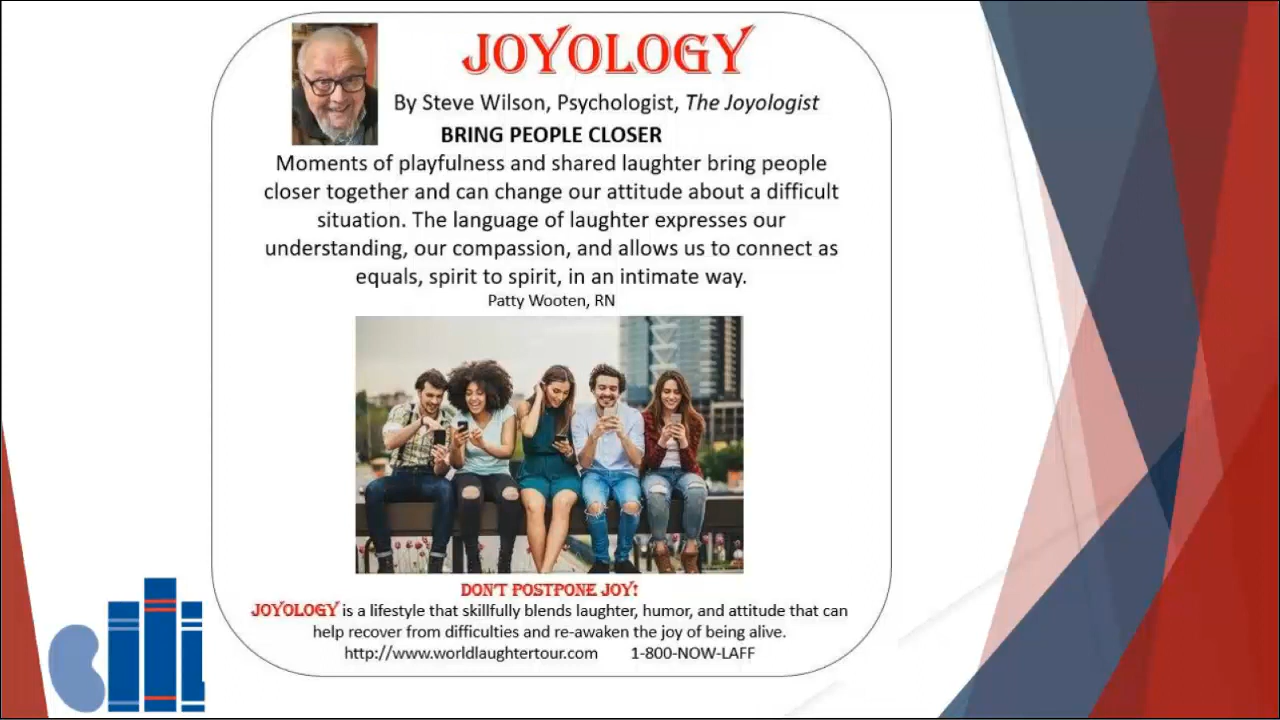 JOYOLOGY
By Steve Wilson, Psychologist, The Joyologist
BRING PEOPLE CLOSER
Moments of playfulness and shared laughter bring people
closer together and can change our attitude about a difficult
situation. The language of laughter expresses our
understanding, our compassion, and allows us to connect as
equals, spirit to spirit, in an intimate way.
Patty Wooten, RN
DON'T POSTPONE JOY!
JOYOLOGY is a lifestyle that skillfully blends laughter, humor, and attitude that can
help recover from difficulties and re-awaken the joy of being alive.
http://www.worldlaughtertour.com 1-800-NOW-LAFF